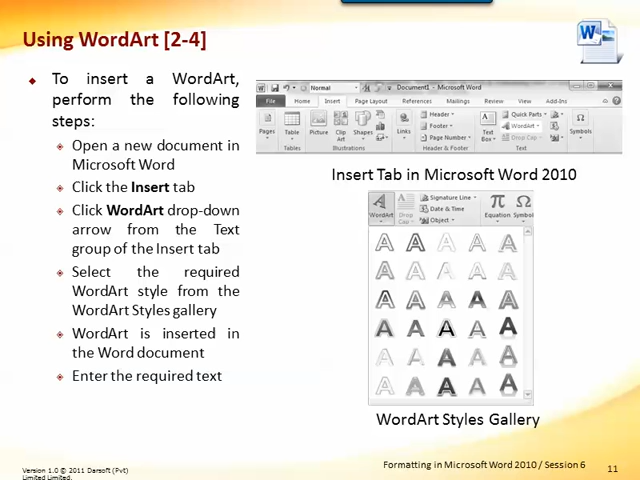 Using WordArt [2-4]
To insert a WordArt,
perform the following
steps:
Open a new document in
Microsoft Word
Click the Insert tab
Click WordArt drop-down
arrow from the Text
group of the Insert tab
Select the required
WordArt style from the
WordArt Styles gallery
WordArt is inserted in
the Word document
Enter the required text
Normal
Document1 - Microsoft Word
File Home Insert Page Layout References Mailings Review View Add-Ins
Pages Table Picture Clip Art Shapes Links Header Footer Page Number Text Box Quick Parts WordArt Drop Cap Symbols
Tables Illustrations Header & Footer Text
Insert Tab in Microsoft Word 2010
WordArt Drop Cap Signature Line Date & Time Object Equation Symbol
WordArt Styles Gallery
Version 1.0 © 2011 Darsoft (Pvt)
Limited Limited.
Formatting in Microsoft Word 2010 / Session 6
11